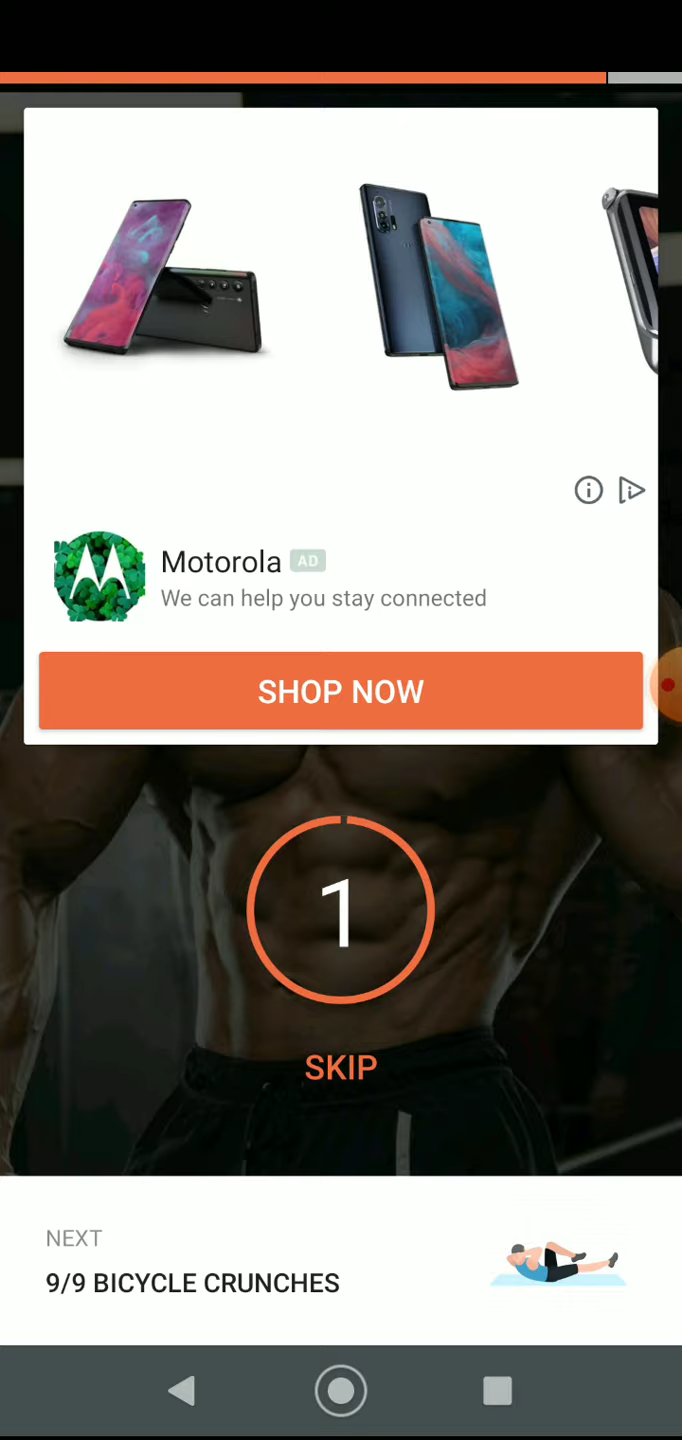 Motorola AD
We can help you stay connected
SHOP NOW
1
SKIP
NEXT
9/9 BICYCLE CRUNCHES